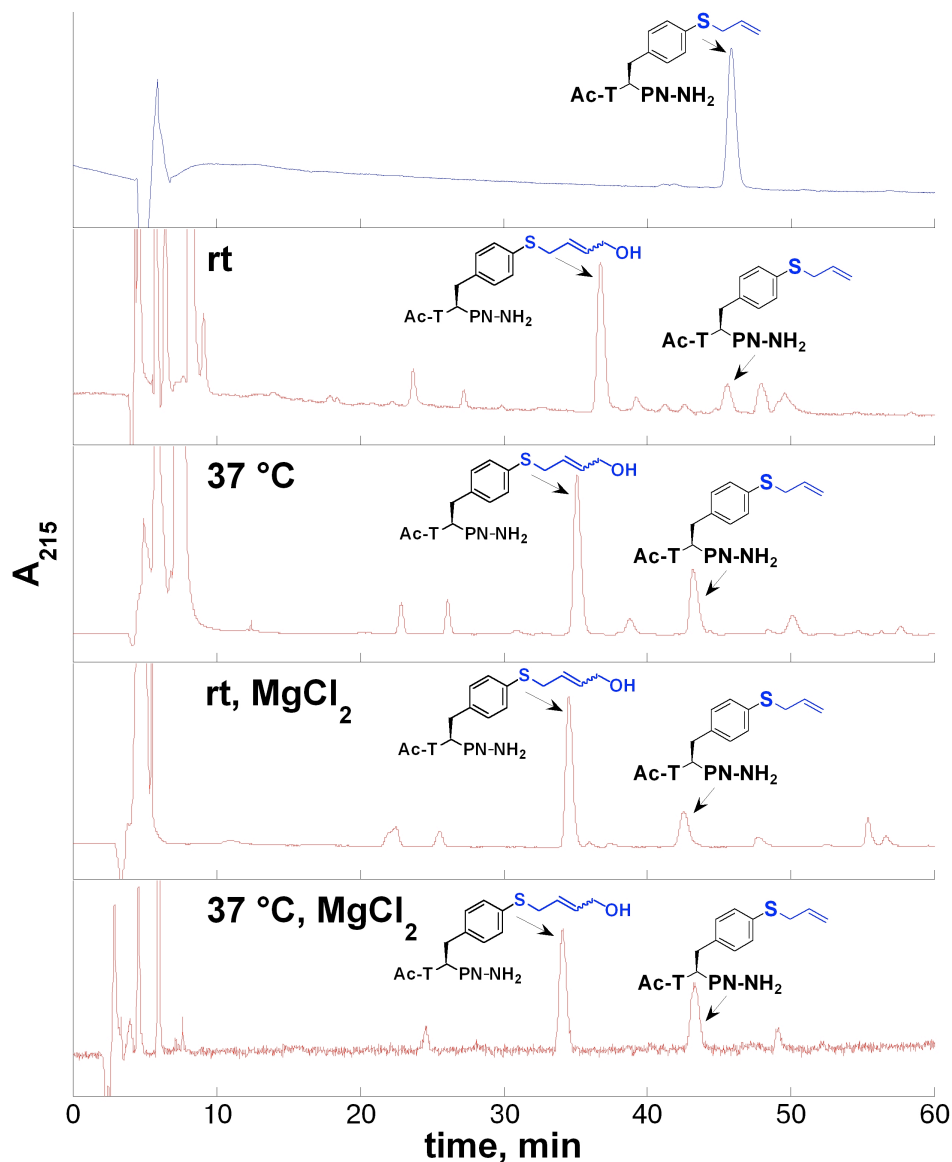 S
Ac-T PN-NH₂
rt
S OH
Ac-T PN-NH₂
S
Ac-T PN-NH₂
37 °C
S OH
Ac-T PN-NH₂
S
Ac-T PN-NH₂
A₂₁₅
rt, MgCl₂
S OH
Ac-T PN-NH₂
S
Ac-T PN-NH₂
37 °C, MgCl₂
S OH
Ac-T PN-NH₂
S
Ac-T PN-NH₂
0 10 20 30 40 50 60
time, min